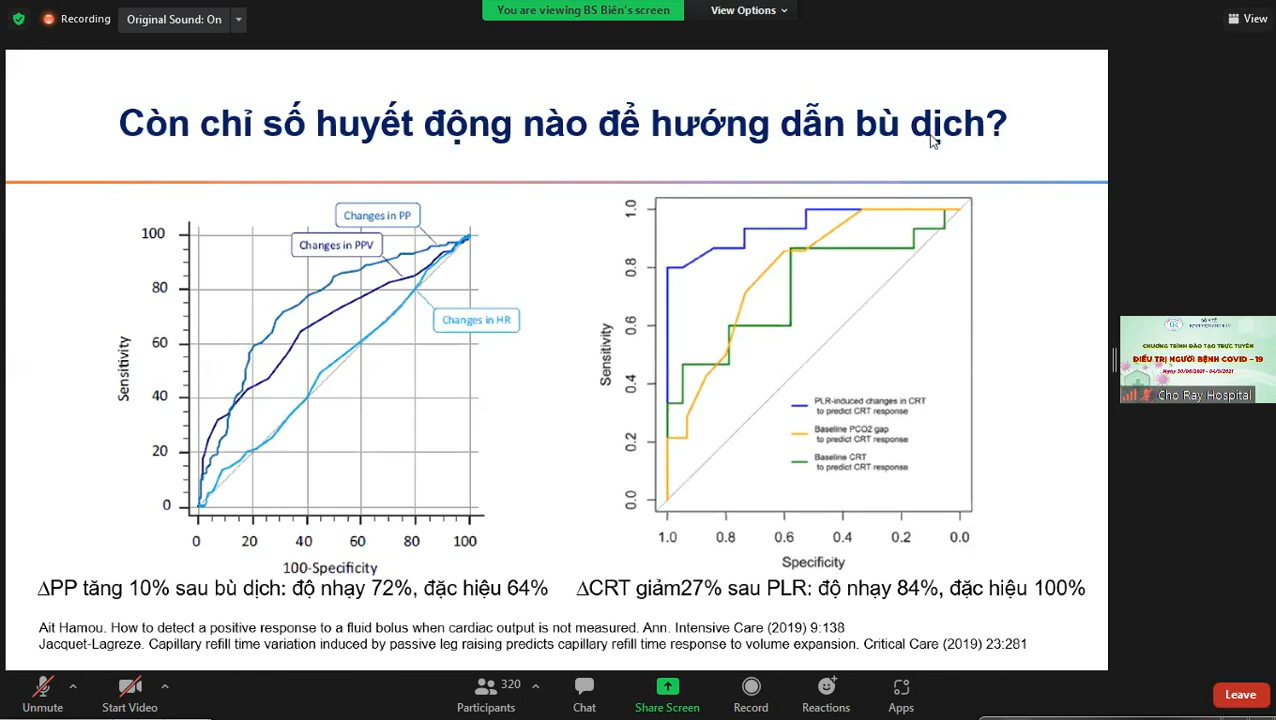 Recording
Original Sound: On
You are viewing BS Biên's screen
View Options
View
Còn chỉ số huyết động nào để hướng dẫn bù dịch?
Changes in PP
Changes in PPV
Changes in HR
100
80
60
40
20
0
Sensitivity
0 20 40 60 80 100
100-Specificity
1.0
0.8
0.6
0.4
0.2
0.0
Sensitivity
PLR-induced changes in CRT
to predict CRT response
Baseline PCO2 gap
to predict CRT response
Baseline CRT
to predict CRT response
1.0 0.8 0.6 0.4 0.2 0.0
Specificity
∆PP tăng 10% sau bù dịch: độ nhạy 72%, đặc hiệu 64%
∆CRT giảm27% sau PLR: độ nhạy 84%, đặc hiệu 100%
Ait Hamou. How to detect a positive response to a fluid bolus when cardiac output is not measured. Ann. Intensive Care (2019) 9:138
Jacquet-Lagreze. Capillary refill time variation induced by passive leg raising predicts capillary refill time response to volume expansion. Critical Care (2019) 23:281
CHƯƠNG TRÌNH ĐÀO TẠO TRỰC TUYẾN
ĐIỀU TRỊ NGƯỜI BỆNH COVID – 19
Cho Ray Hospital
Unmute
Start Video
320
Participants
Chat
Share Screen
Record
Reactions
Apps
Leave